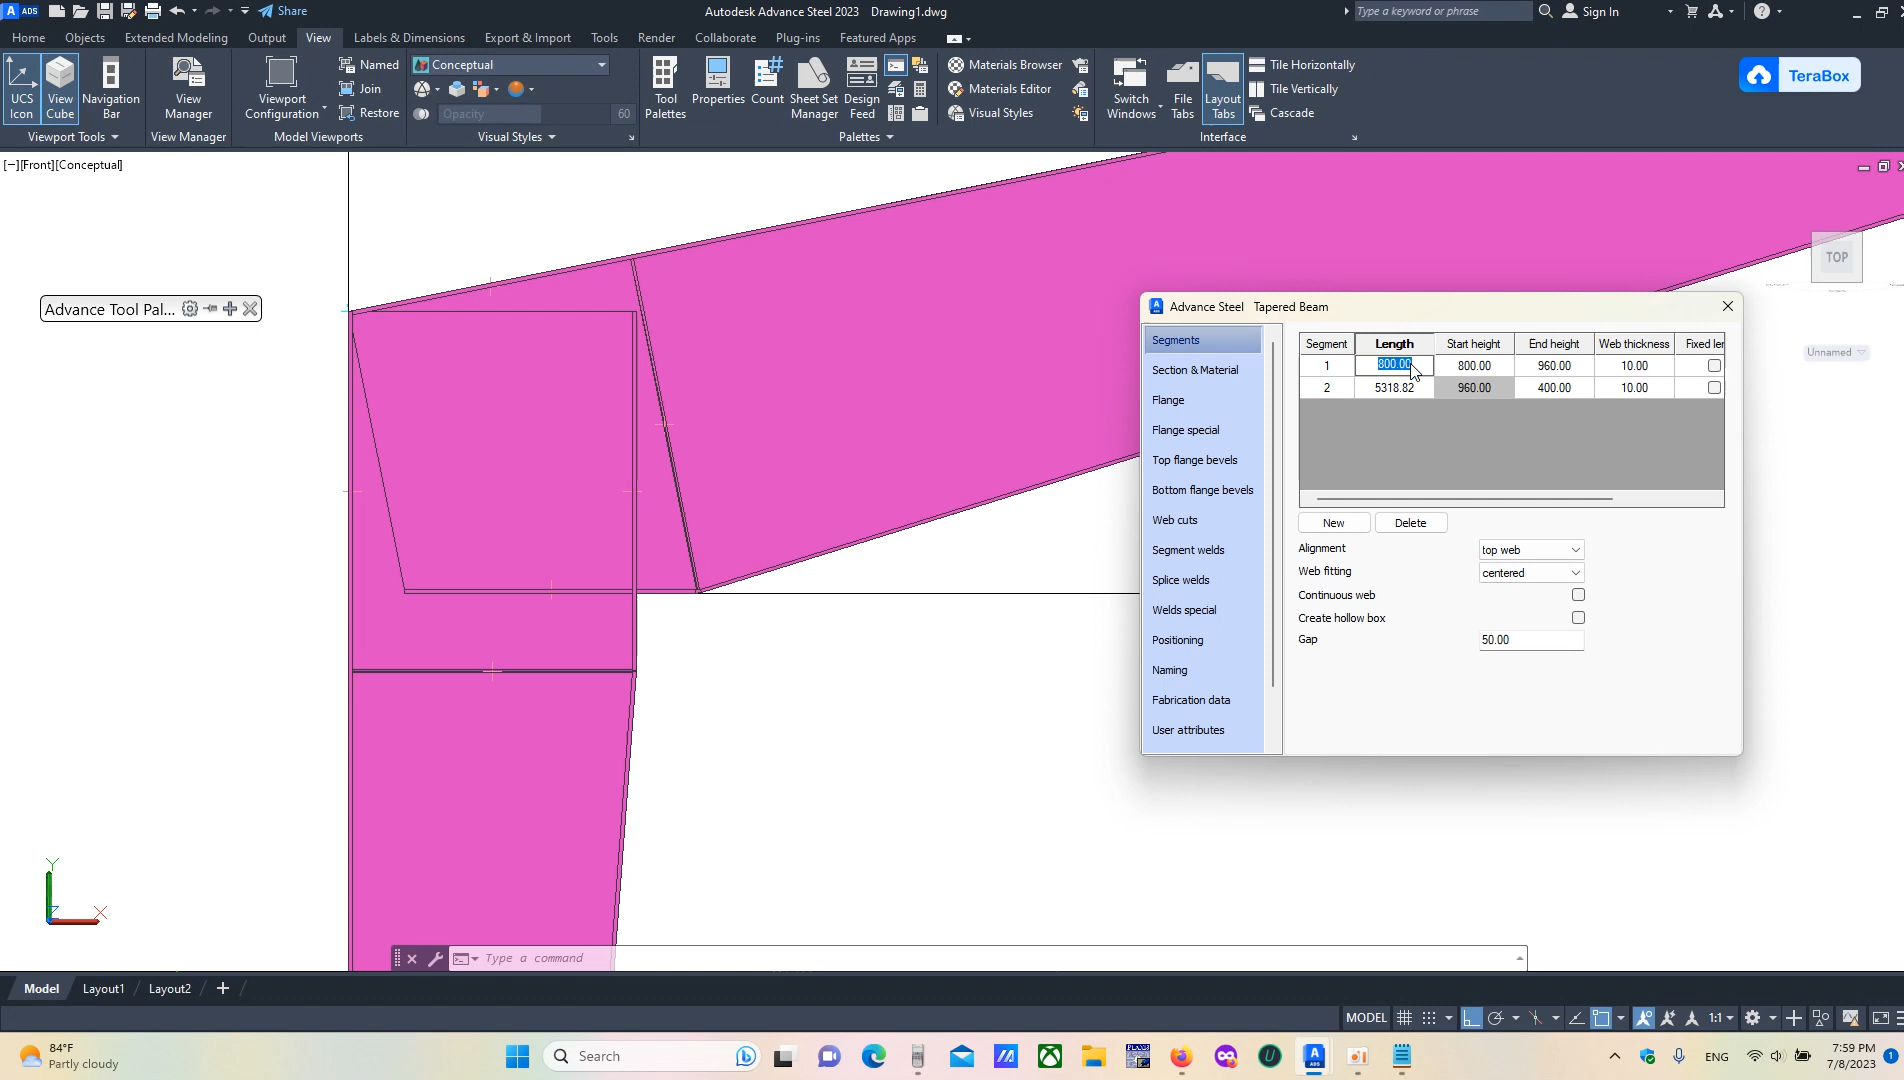 A ADS Share Autodesk Advance Steel 2023 Drawing1.dwg Type a keyword or phrase Sign In
Home Objects Extended Modeling Output View Labels & Dimensions Export & Import Tools Render Collaborate Plug-ins Featured Apps
UCS Icon
View Cube
Navigation Bar
Viewport Tools
View Manager
View Manager
Viewport Configuration
Named
Join
Restore
Model Viewports
Conceptual
Opacity 60
Visual Styles
Tool Palettes
Properties
Count
Sheet Set Manager
Design Feed
Materials Browser
Materials Editor
Visual Styles
Palettes
Switch Windows
File Tabs
Layout Tabs
Tile Horizontally
Tile Vertically
Cascade
Interface
TeraBox
[−][Front][Conceptual]
TOP
Unnamed
Advance Tool Pal...
Advance Steel Tapered Beam
Segments
Section & Material
Flange
Flange special
Top flange bevels
Bottom flange bevels
Web cuts
Segment welds
Splice welds
Welds special
Positioning
Naming
Fabrication data
User attributes
Segment Length Start height End height Web thickness Fixed ler
1 800.00 800.00 960.00 10.00
2 5318.82 960.00 400.00 10.00
New Delete
Alignment top web
Web fitting centered
Continuous web
Create hollow box
Gap 50.00
Y
Z
X
Type a command
Model Layout1 Layout2 +
MODEL 1:1
84°F
Partly cloudy
Search
ENG
7:59 PM
7/8/2023
1